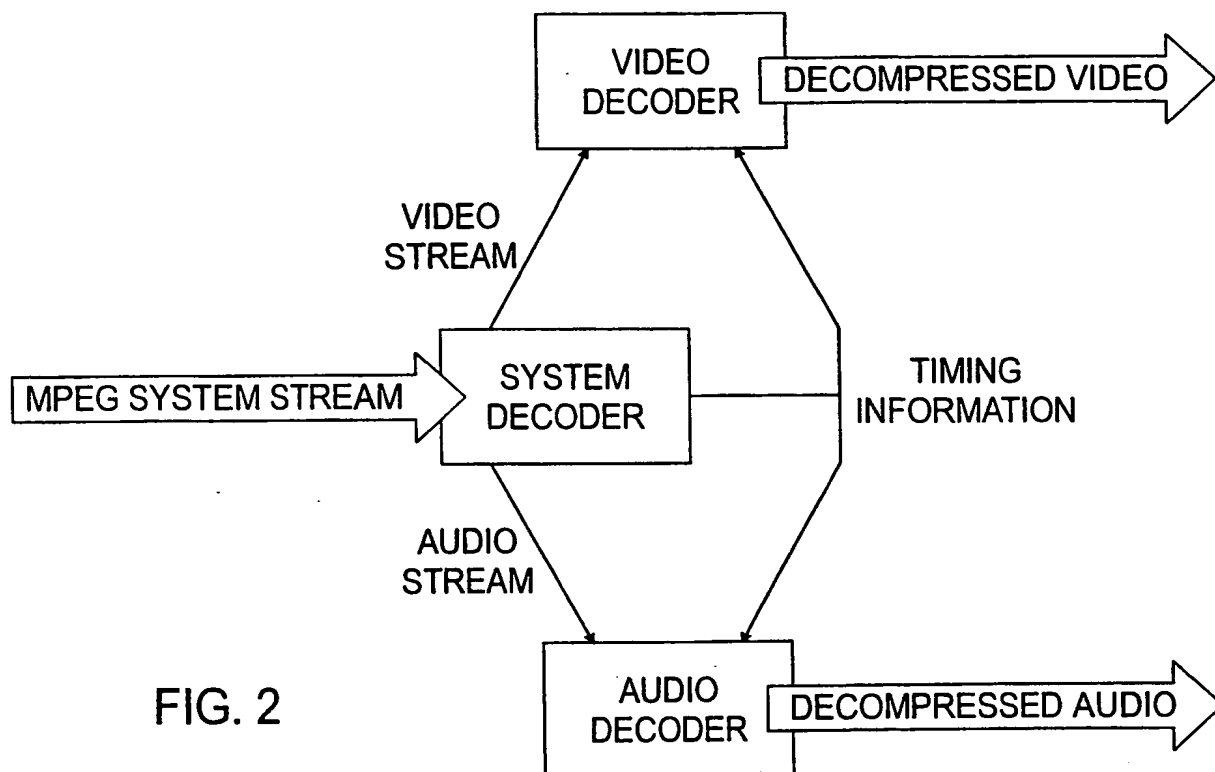 VIDEO
DECODER
DECOMPRESSED VIDEO
VIDEO
STREAM
MPEG SYSTEM STREAM
SYSTEM
DECODER
TIMING
INFORMATION
AUDIO
STREAM
FIG. 2
AUDIO
DECODER
DECOMPRESSED AUDIO